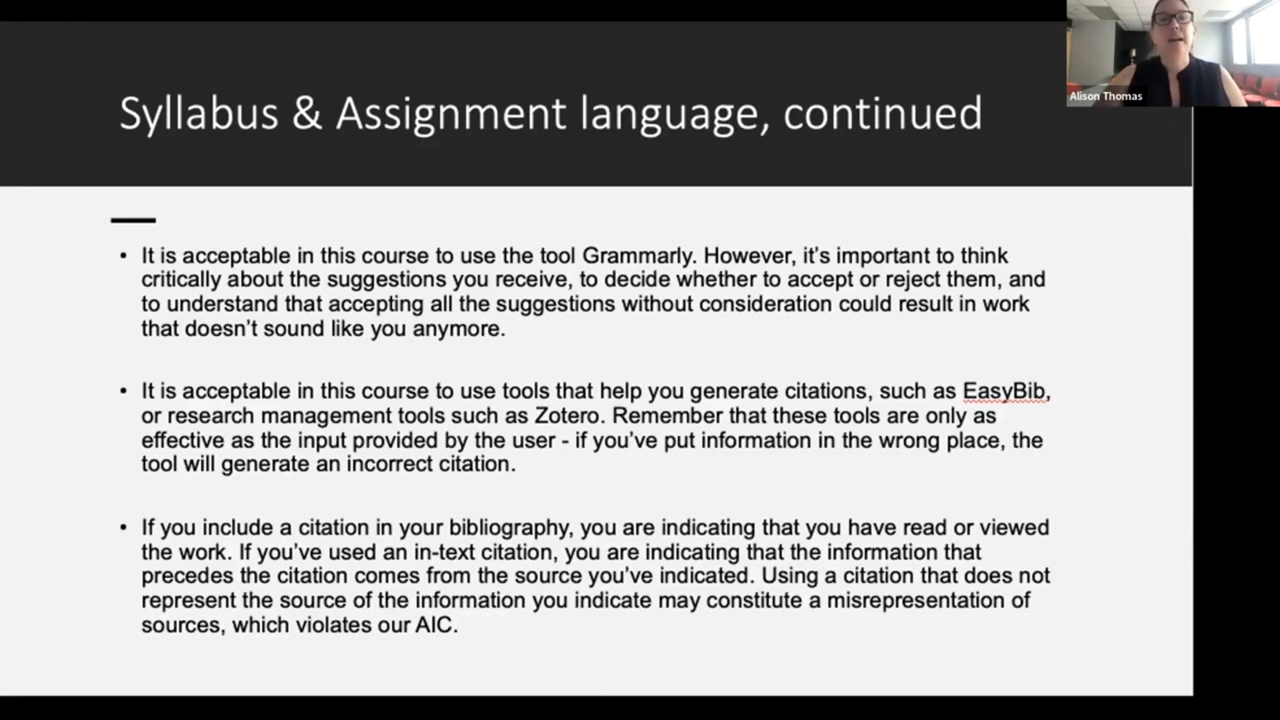 Syllabus & Assignment language, continued
Alison Thomas
• It is acceptable in this course to use the tool Grammarly. However, it's important to think
critically about the suggestions you receive, to decide whether to accept or reject them, and
to understand that accepting all the suggestions without consideration could result in work
that doesn't sound like you anymore.
• It is acceptable in this course to use tools that help you generate citations, such as EasyBib,
or research management tools such as Zotero. Remember that these tools are only as
effective as the input provided by the user - if you've put information in the wrong place, the
tool will generate an incorrect citation.
• If you include a citation in your bibliography, you are indicating that you have read or viewed
the work. If you've used an in-text citation, you are indicating that the information that
precedes the citation comes from the source you've indicated. Using a citation that does not
represent the source of the information you indicate may constitute a misrepresentation of
sources, which violates our AIC.